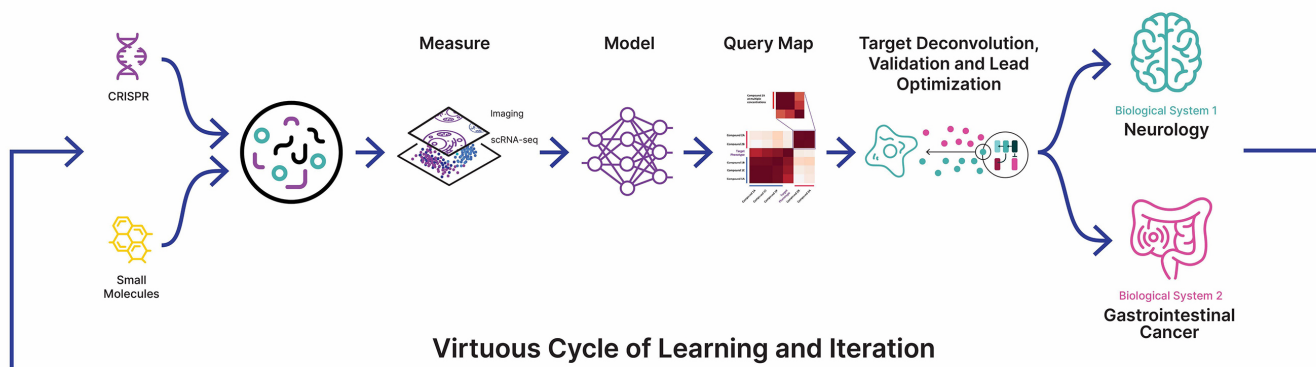 CRISPR
Small
Molecules
Measure
Imaging
scRNA-seq
Model
Query Map
Target Deconvolution,
Validation and Lead
Optimization
Biological System 1
Neurology
Biological System 2
Gastrointestinal
Cancer
Virtuous Cycle of Learning and Iteration